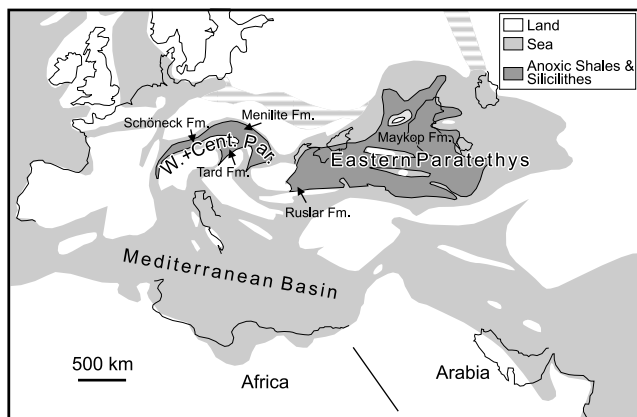 Land
Sea
Anoxic Shales &
Silicilithes
Menilite Fm.
Schöneck Fm.
Maykop Fm.
W.+Cent. Par.
Eastern Paratethys
Tard Fm.
Ruslar Fm.
Mediterranean Basin
500 km
Africa
Arabia